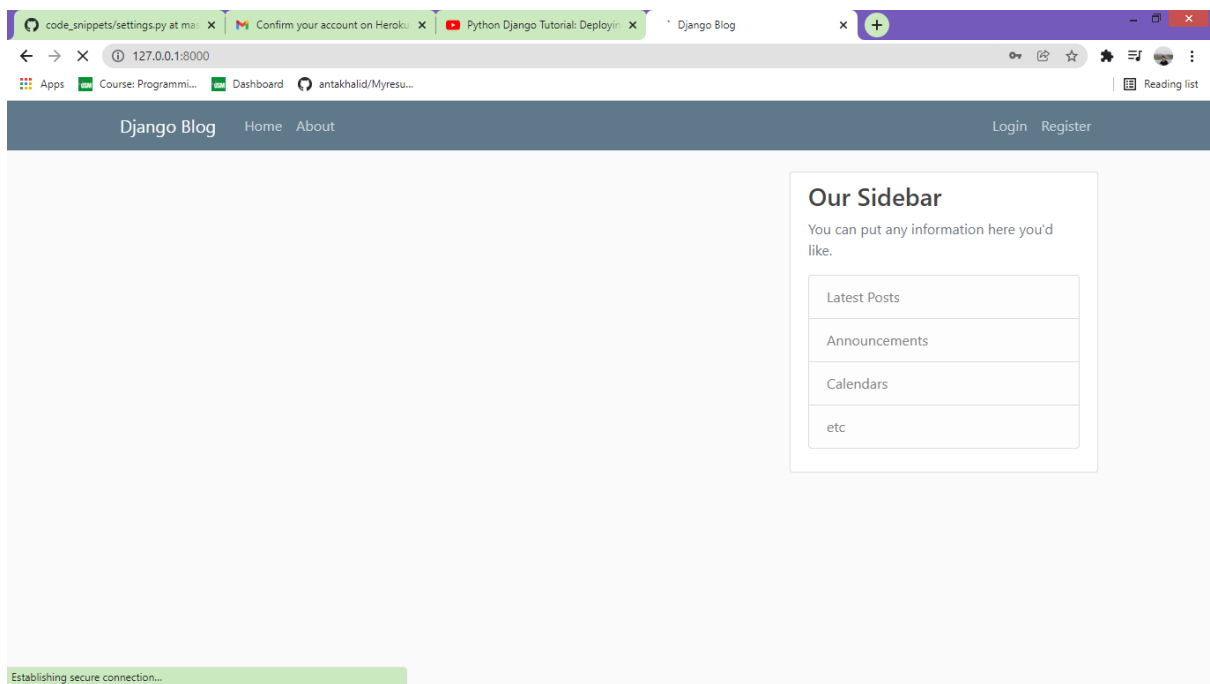 code_snippets/settings.py at mas
Confirm your account on Heroku
Python Django Tutorial: Deployin
Django Blog
127.0.0.1:8000
Apps
Course: Programmi...
Dashboard
antakhalid/Myresu...
Reading list
Django Blog Home About Login Register
Our Sidebar
You can put any information here you'd
like.
Latest Posts
Announcements
Calendars
etc
Establishing secure connection...